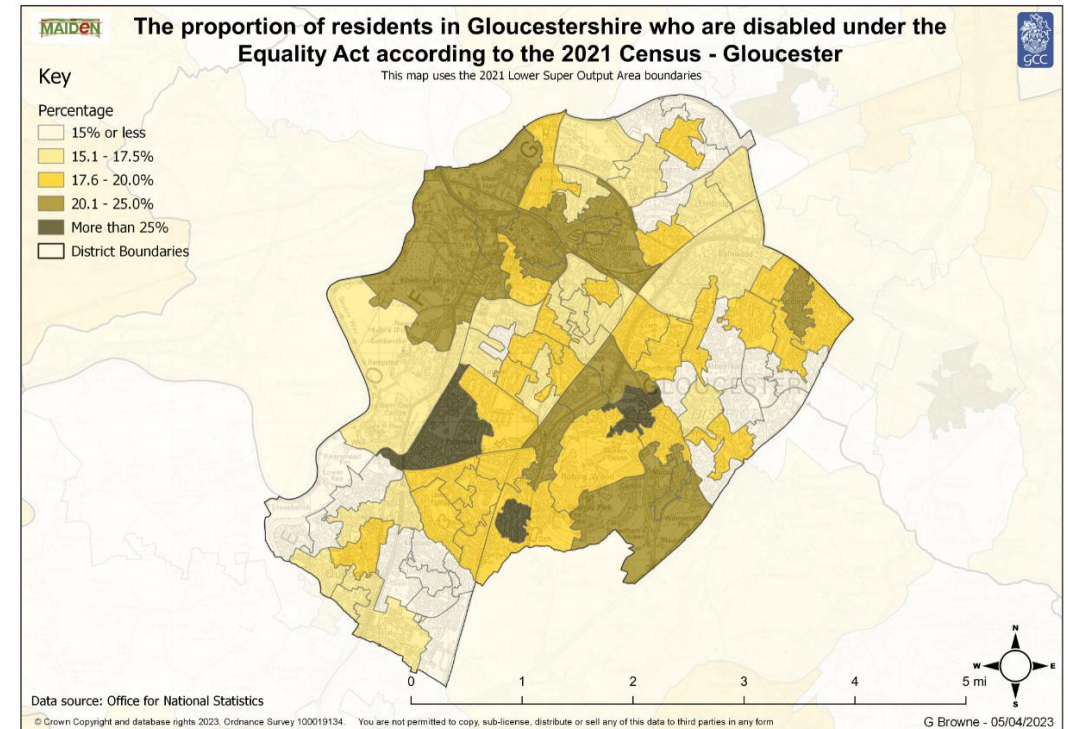 MAIDEN
The proportion of residents in Gloucestershire who are disabled under the
Equality Act according to the 2021 Census - Gloucester
This map uses the 2021 Lower Super Output Area boundaries
GCC
Key
Percentage
15% or less
15.1 - 17.5%
17.6 - 20.0%
20.1 - 25.0%
More than 25%
District Boundaries
GLOUCESTER
DISTRICT
N
W
E
S
0 1 2 3 4 5 mi
Data source: Office for National Statistics
© Crown Copyright and database rights 2023, Ordnance Survey 100019134. You are not permitted to copy, sub-license, distribute or sell any of this data to third parties in any form
G Browne - 05/04/2023